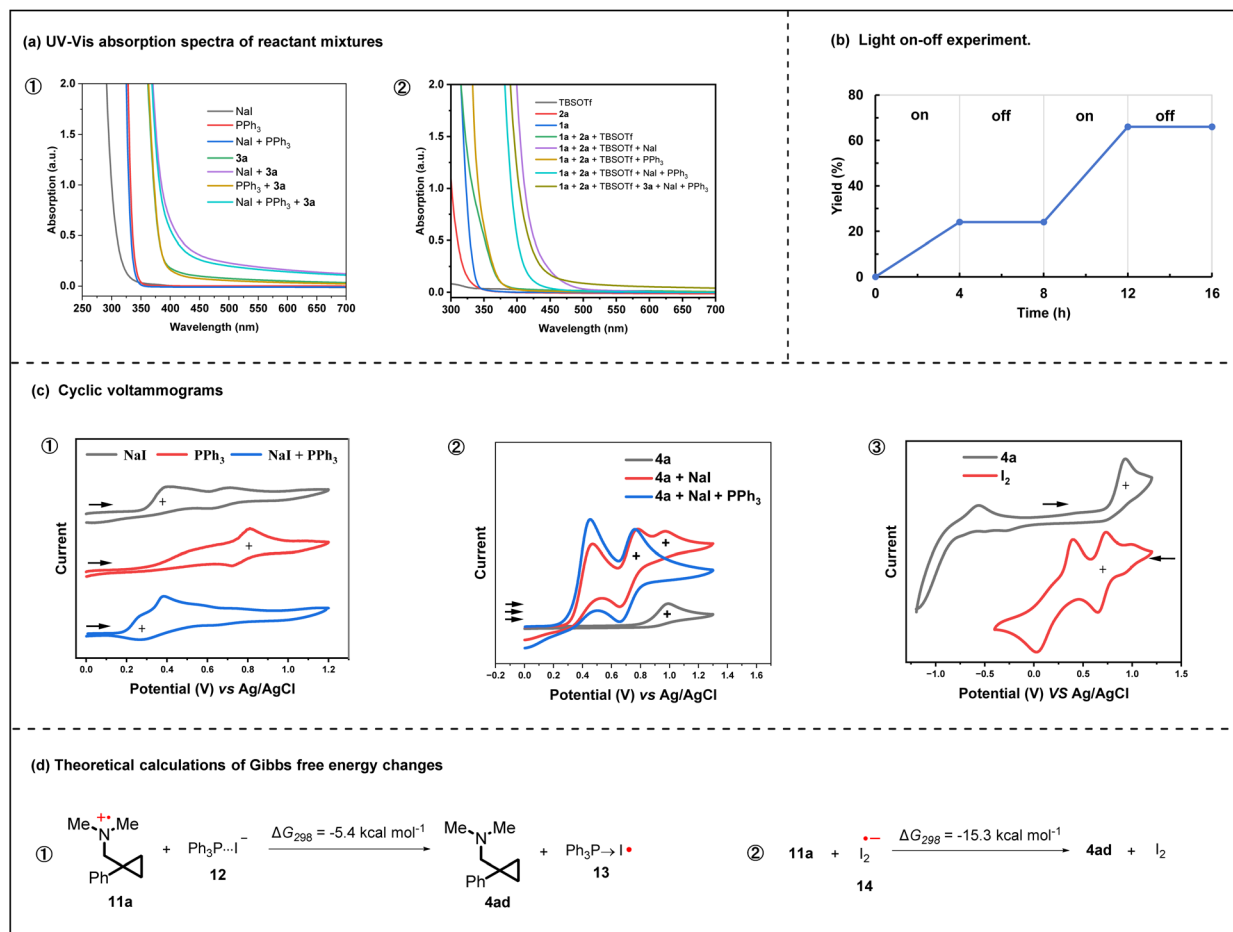 (a) UV-Vis absorption spectra of reactant mixtures
①
2.0
1.5
1.0
0.5
0.0
Absorption (a.u.)
250 300 350 400 450 500 550 600 650 700
Wavelength (nm)
NaI
PPh₃
NaI + PPh₃
3a
NaI + 3a
PPh₃ + 3a
NaI + PPh₃ + 3a
②
2.0
1.5
1.0
0.5
0.0
Absorption (a.u.)
300 350 400 450 500 550 600 650 700
Wavelength (nm)
TBSOTf
2a
1a
1a + 2a + TBSOTf
1a + 2a + TBSOTf + NaI
1a + 2a + TBSOTf + PPh₃
1a + 2a + TBSOTf + NaI + PPh₃
1a + 2a + TBSOTf + 3a + NaI + PPh₃
(b) Light on-off experiment.
80
60
40
20
0
Yield (%)
on off on off
0 4 8 12 16
Time (h)
(c) Cyclic voltammograms
①
NaI PPh₃ NaI + PPh₃
+
+
+
Current
0.0 0.2 0.4 0.6 0.8 1.0 1.2
Potential (V) vs Ag/AgCl
②
4a
4a + NaI
4a + NaI + PPh₃
+
+
+
Current
−0.2 0.0 0.2 0.4 0.6 0.8 1.0 1.2 1.4
Potential (V) vs Ag/AgCl
③
4a
I₂
+
+
Current
−1.0 −0.5 0.0 0.5 1.0 1.5
Potential (V) VS Ag/AgCl
(d) Theoretical calculations of Gibbs free energy changes
①
Me +• Me
N
Ph
11a
+
Ph₃P···I⁻
12
ΔG₂₉₈ = -5.4 kcal mol⁻¹
Me Me
N
Ph
4ad
+
Ph₃P→I•
13
②
11a + I₂•−
14
ΔG₂₉₈ = -15.3 kcal mol⁻¹
4ad + I₂